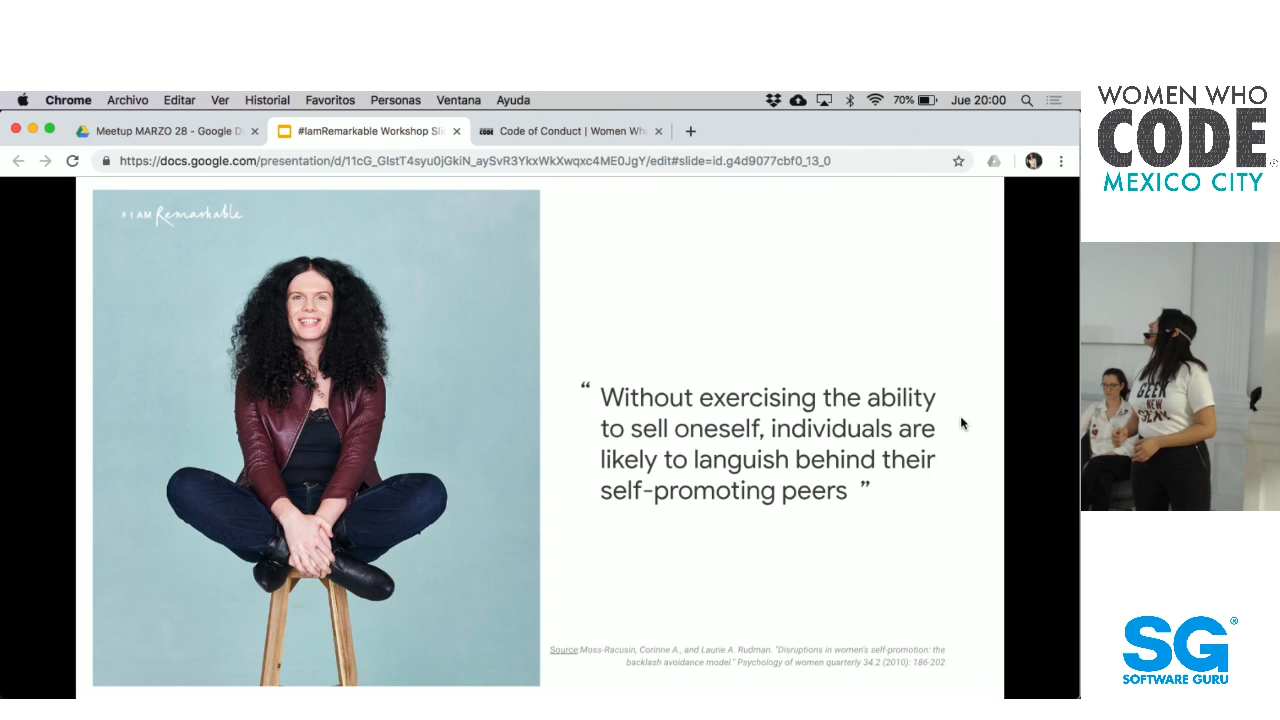 Chrome Archivo Editar Ver Historial Favoritos Personas Ventana Ayuda 70% Jue 20:00
Meetup MARZO 28 - Google D
#IamRemarkable Workshop Sli
Code of Conduct | Women Wh
https://docs.google.com/presentation/d/11cG_GlstT4syu0jGkiN_aySvR3YkxWkXwqxc4ME0JgY/edit#slide=id.g4d9077cbf0_13_0
WOMEN WHO
CODE
MEXICO CITY
# I AM Remarkable
“ Without exercising the ability
to sell oneself, individuals are
likely to languish behind their
self-promoting peers ”
Source:Moss-Racusin, Corinne A., and Laurie A. Rudman. "Disruptions in women's self-promotion: the
backlash avoidance model." Psychology of women quarterly 34.2 (2010): 186-202
GEEK
SG
SOFTWARE GURU